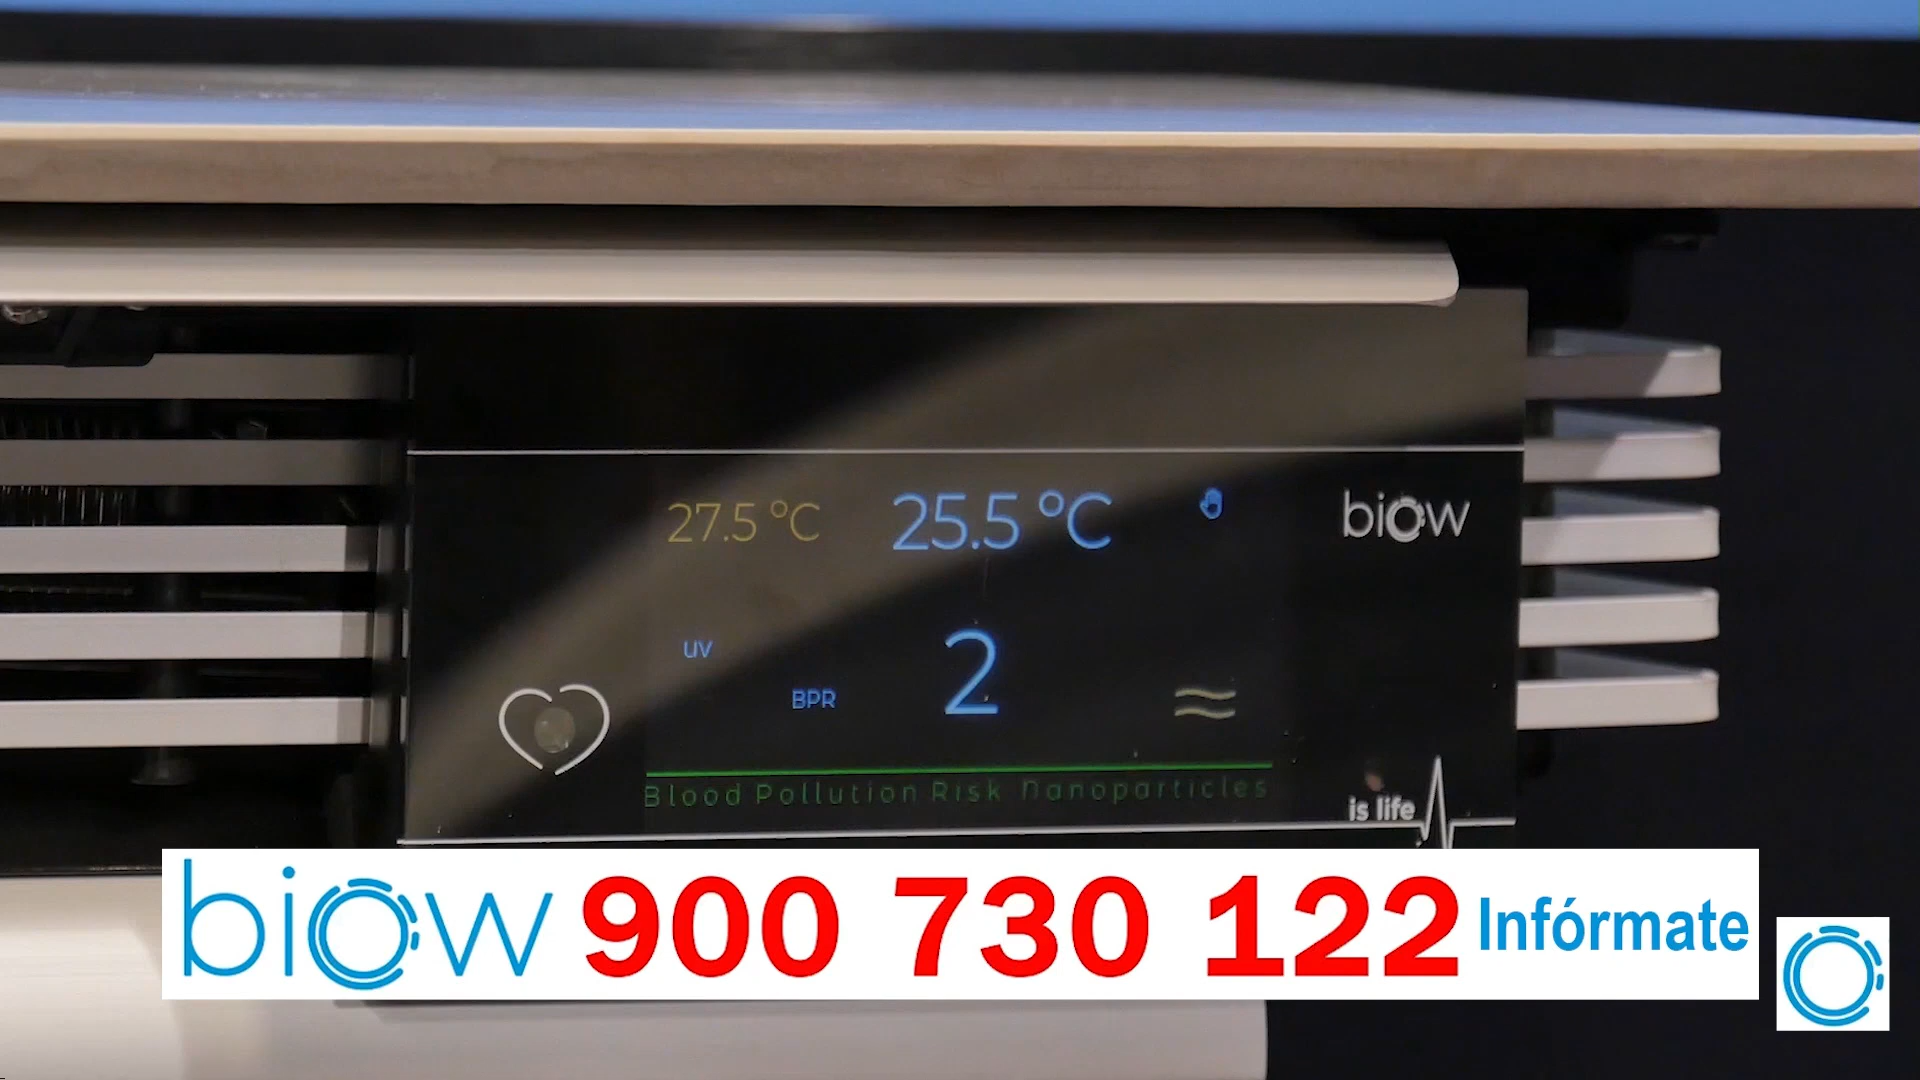 27.5 °C 25.5 °C
biow
UV
BPR 2
Blood Pollution Risk Nanoparticles
is life
biow 900 730 122 Infórmate